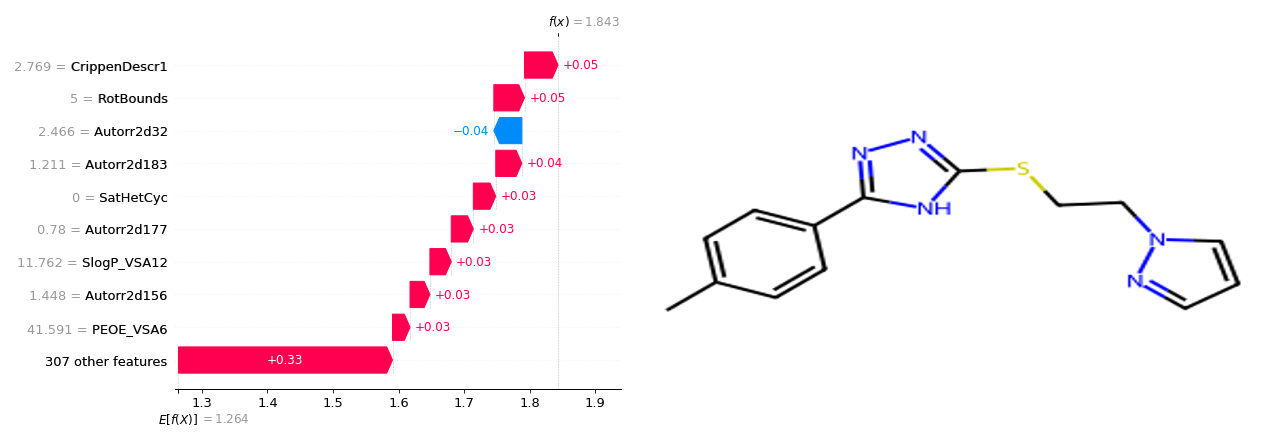 f(x) = 1.843
2.769 = CrippenDescr1
+0.05
5 = RotBounds
+0.05
2.466 = Autorr2d32
−0.04
1.211 = Autorr2d183
+0.04
0 = SatHetCyc
+0.03
0.78 = Autorr2d177
+0.03
11.762 = SlogP_VSA12
+0.03
1.448 = Autorr2d156
+0.03
41.591 = PEOE_VSA6
+0.03
307 other features
+0.33
1.3 1.4 1.5 1.6 1.7 1.8 1.9
E[f(X)] = 1.264
N N
S
NH
N
N